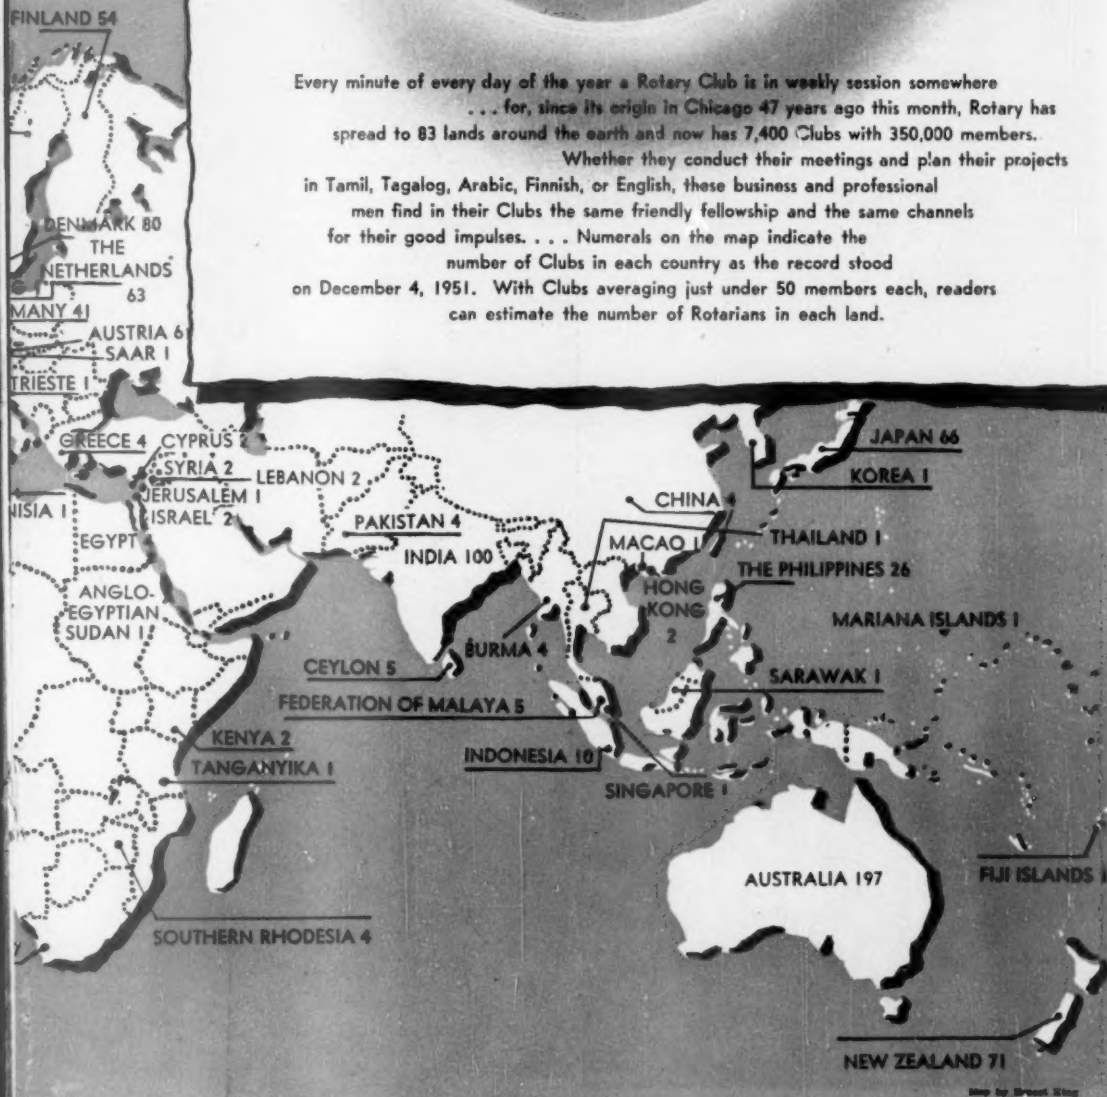 FINLAND 54
Every minute of every day of the year a Rotary Club is in weekly session somewhere
. . . for, since its origin in Chicago 47 years ago this month, Rotary has
spread to 83 lands around the earth and now has 7,400 Clubs with 350,000 members.
Whether they conduct their meetings and plan their projects
in Tamil, Tagalog, Arabic, Finnish, or English, these business and professional
men find in their Clubs the same friendly fellowship and the same channels
for their good impulses. . . . Numerals on the map indicate the
number of Clubs in each country as the record stood
on December 4, 1951. With Clubs averaging just under 50 members each, readers
can estimate the number of Rotarians in each land.
DENMARK 80
THE
NETHERLANDS
63
MANY 41
AUSTRIA 6
SAAR 1
TRIESTE 1
GREECE 4
CYPRUS 2
SYRIA 2
LEBANON 2
JERUSALEM 1
ISRAEL 2
NISIA 1
EGYPT
ANGLO-
EGYPTIAN
SUDAN 1
PAKISTAN 4
INDIA 100
JAPAN 66
KOREA 1
CHINA 4
MACAO 1
THAILAND 1
HONG
KONG
2
THE PHILIPPINES 26
MARIANA ISLANDS 1
BURMA 4
CEYLON 5
SARAWAK 1
FEDERATION OF MALAYA 5
KENYA 2
INDONESIA 10
TANGANYIKA 1
SINGAPORE 1
AUSTRALIA 197
FIJI ISLANDS 1
SOUTHERN RHODESIA 4
NEW ZEALAND 71
Map by Ernest King